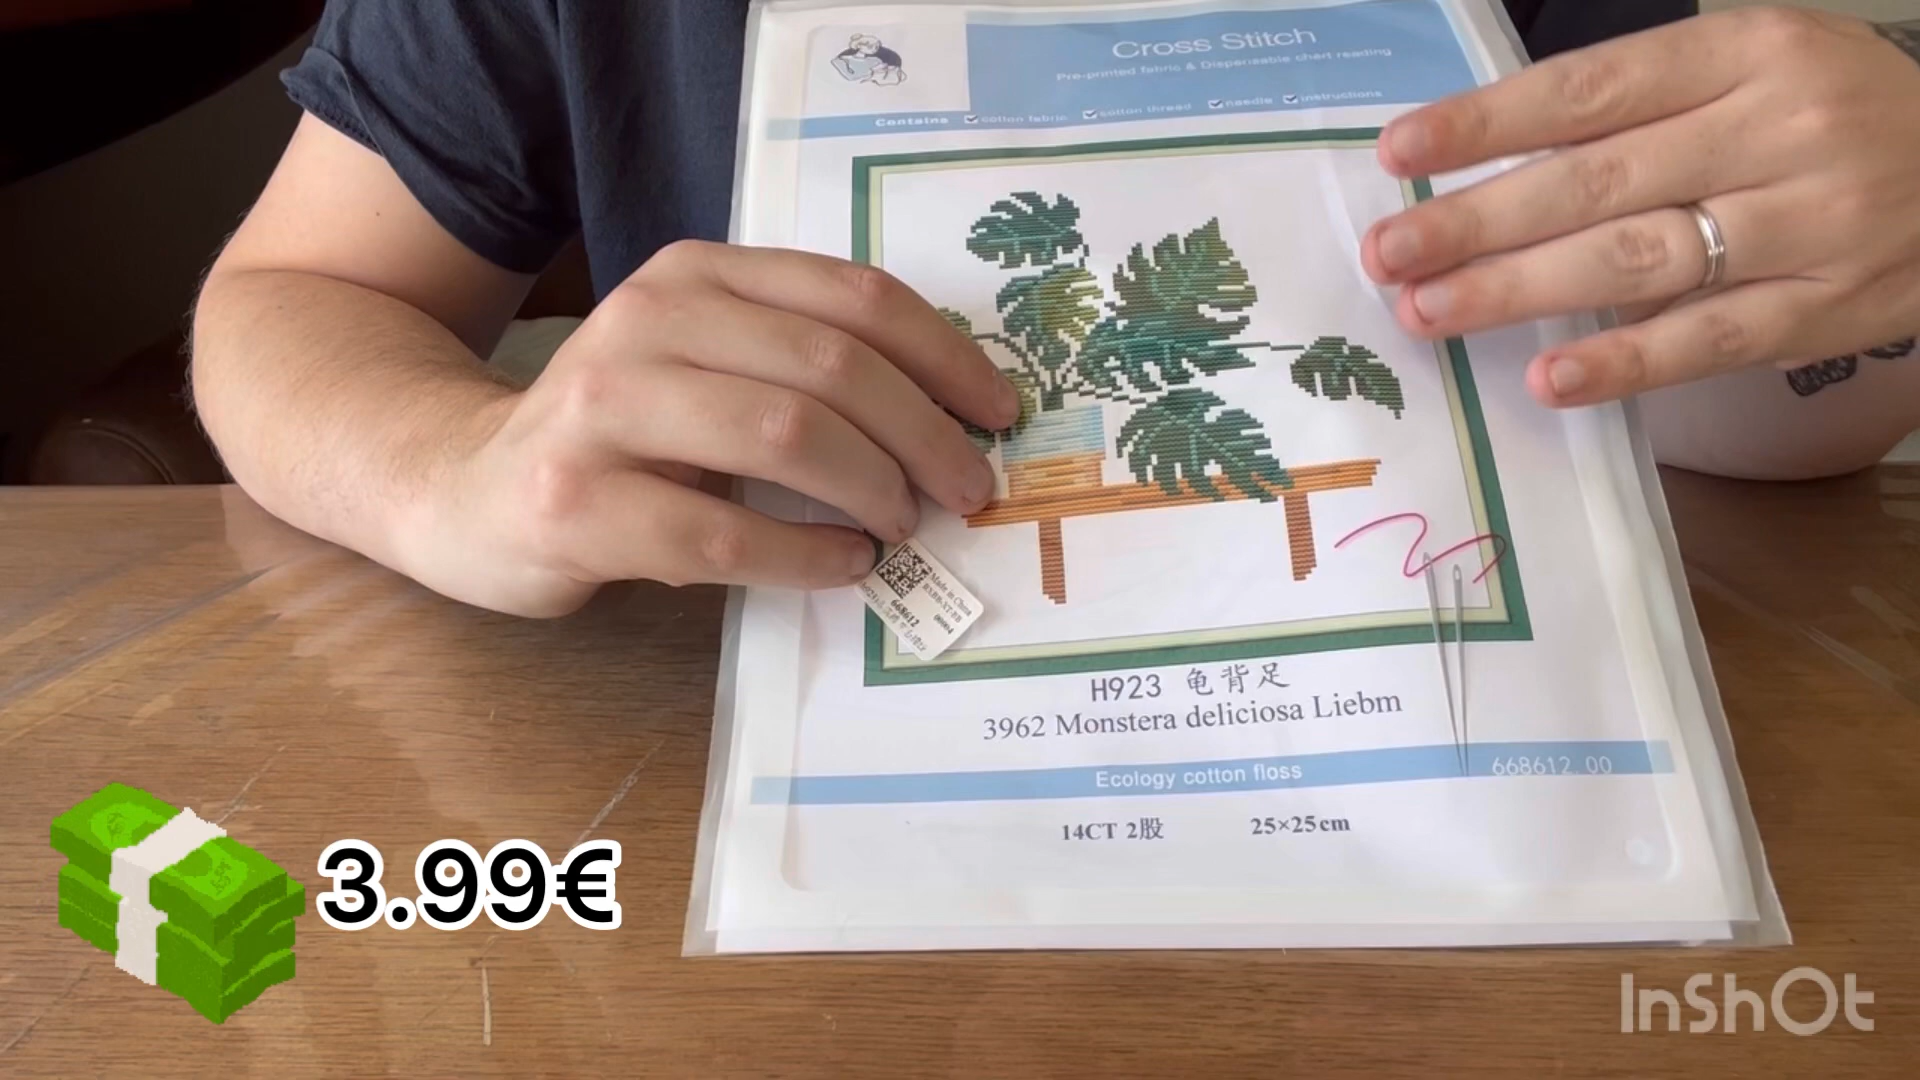 Cross Stitch
Pre-printed fabric & Dispensable chart reading
Contains cotton fabric cotton thread needle instructions
Made in China
668612
H923 龟背足
3962 Monstera deliciosa Liebm
Ecology cotton floss 668612.00
14CT 2股 25×25cm
3.99€
InShOt